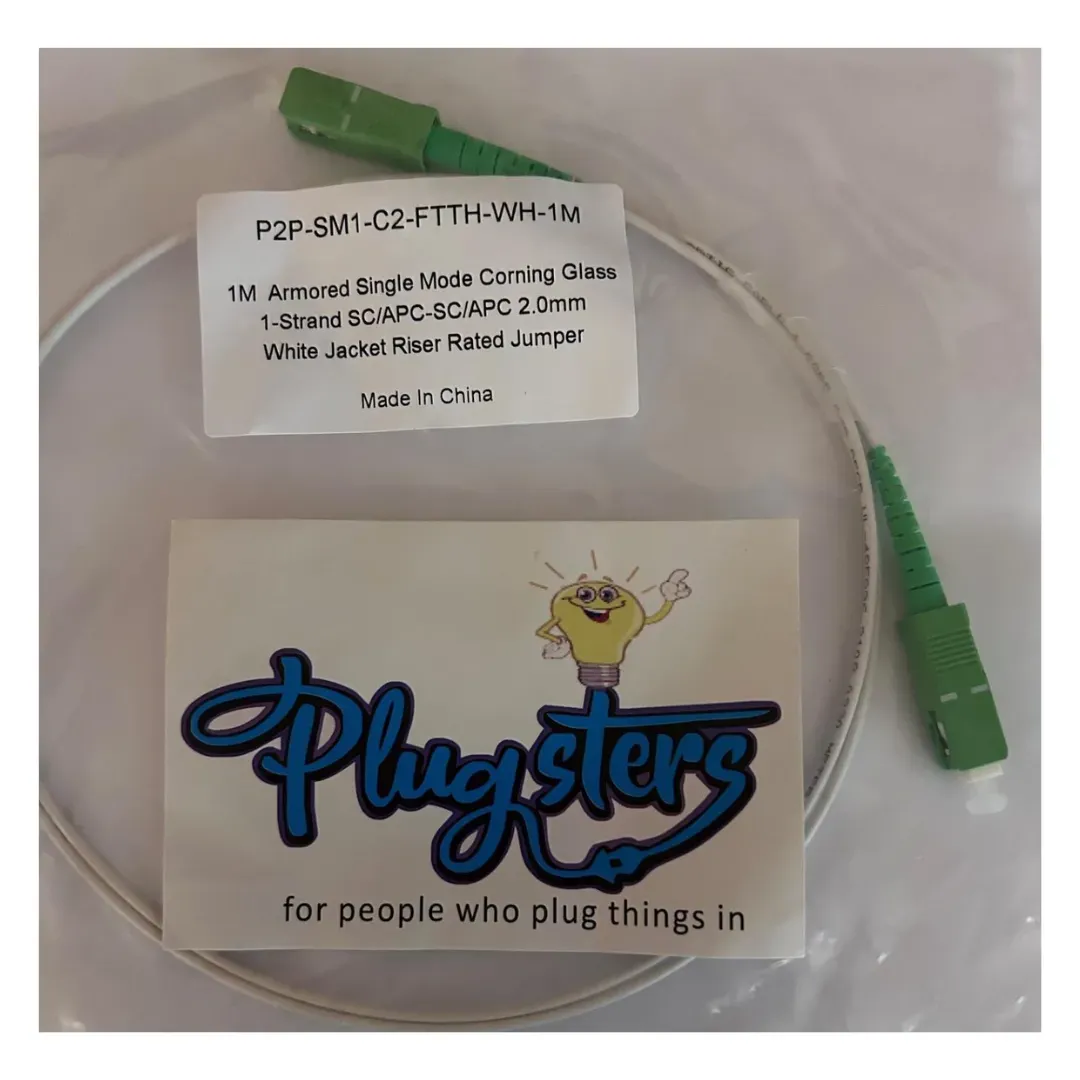 P2P-SM1-C2-FTTH-WH-1M
1M Armored Single Mode Corning Glass
1-Strand SC/APC-SC/APC 2.0mm
White Jacket Riser Rated Jumper
Made In China
Plugsters
for people who plug things in